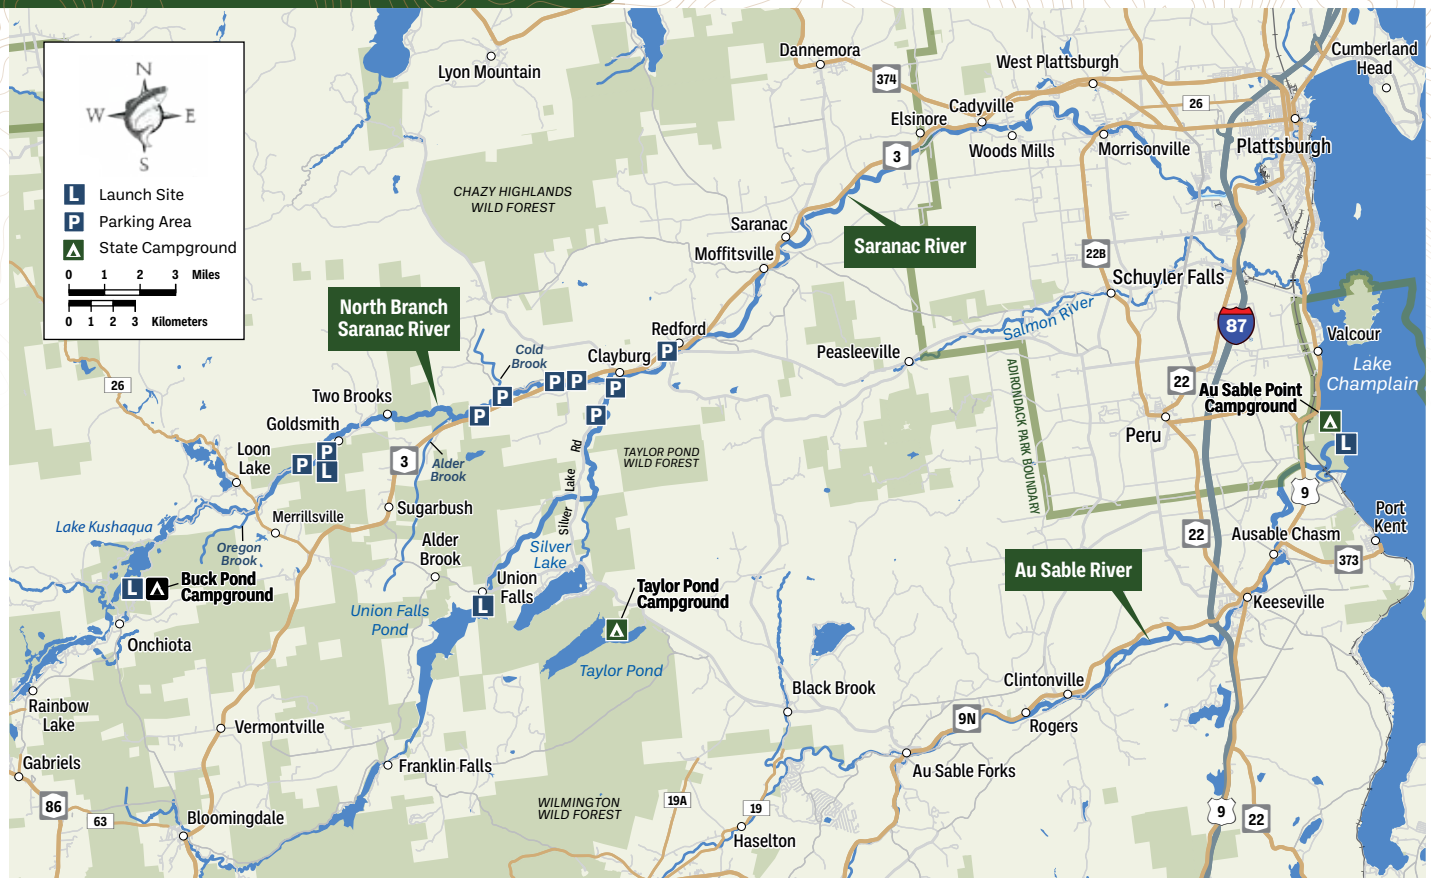 N
W
E
S
L Launch Site
P Parking Area
State Campground
0 1 2 3 Miles
0 1 2 3 Kilometers
Lyon Mountain
Dannemora
374
West Plattsburgh
Cumberland
Head
Cadyville
26
Elsinore
3
Woods Mills
Morrisonville
Plattsburgh
CHAZY HIGHLANDS
WILD FOREST
Saranac
Moffitsville
Saranac River
22B
Schuyler Falls
North Branch
Saranac River
Salmon River
87
Redford
P
Valcour
Peasleeville
Lake
Champlain
Cold
Brook
Clayburg
P
P
P
P
P
P
P
26
Two Brooks
22
Au Sable Point
Campground
L
Goldsmith
Peru
ADIRONDACK PARK BOUNDARY
Loon
Lake
P
P
L
3
Alder
Brook
Silver Lake Rd
TAYLOR POND
WILD FOREST
9
Lake Kushaqua
Merrillsville
Sugarbush
Port
Kent
Oregon
Brook
Alder
Brook
Silver
Lake
22
Ausable Chasm
373
L
Buck Pond
Campground
Union
Falls
L
Taylor Pond
Campground
Au Sable River
Keeseville
Union Falls
Pond
Onchiota
Taylor Pond
Clintonville
Black Brook
Rainbow
Lake
Vermontville
9N
Rogers
Gabriels
Franklin Falls
Au Sable Forks
86
63
Bloomingdale
WILMINGTON
WILD FOREST
19A
19
Haselton
9
22